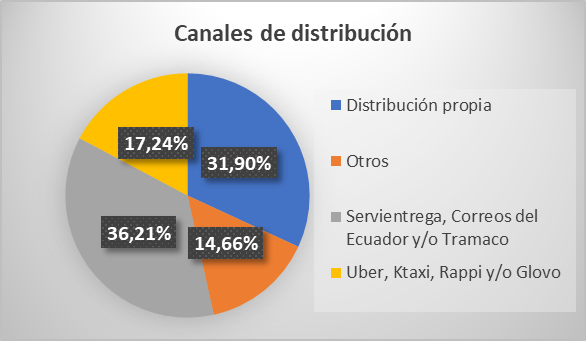 Canales de distribución
17,24%
31,90%
36,21%
14,66%
Distribución propia
Otros
Servientrega, Correos del
Ecuador y/o Tramaco
Uber, Ktaxi, Rappi y/o Glovo